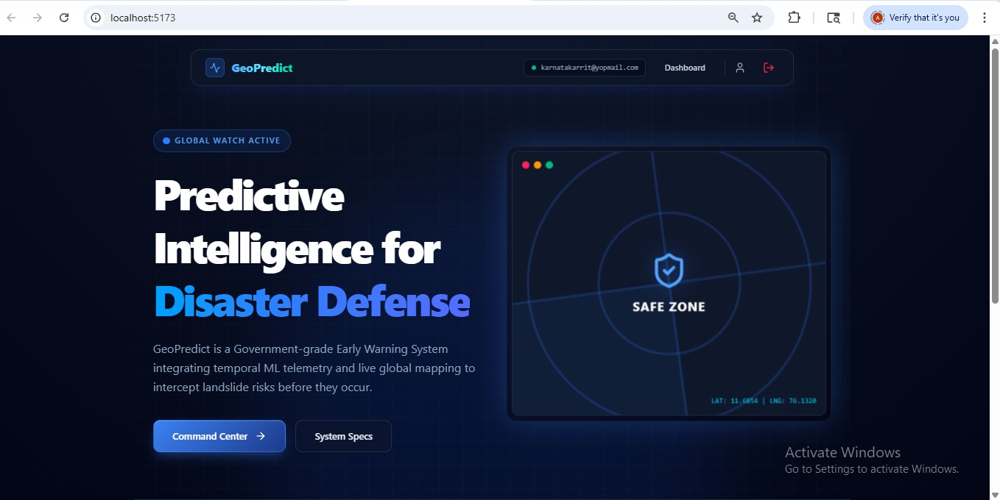 localhost:5173
A
Verify that it's you
GeoPredict
karnatakarrit@yopmail.com
Dashboard
GLOBAL WATCH ACTIVE
Predictive
Intelligence for
Disaster Defense
GeoPredict is a Government-grade Early Warning System
integrating temporal ML telemetry and live global mapping to
intercept landslide risks before they occur.
Command Center →
System Specs
SAFE ZONE
LAT: 11.6854 | LNG: 76.1320
Activate Windows
Go to Settings to activate Windows.